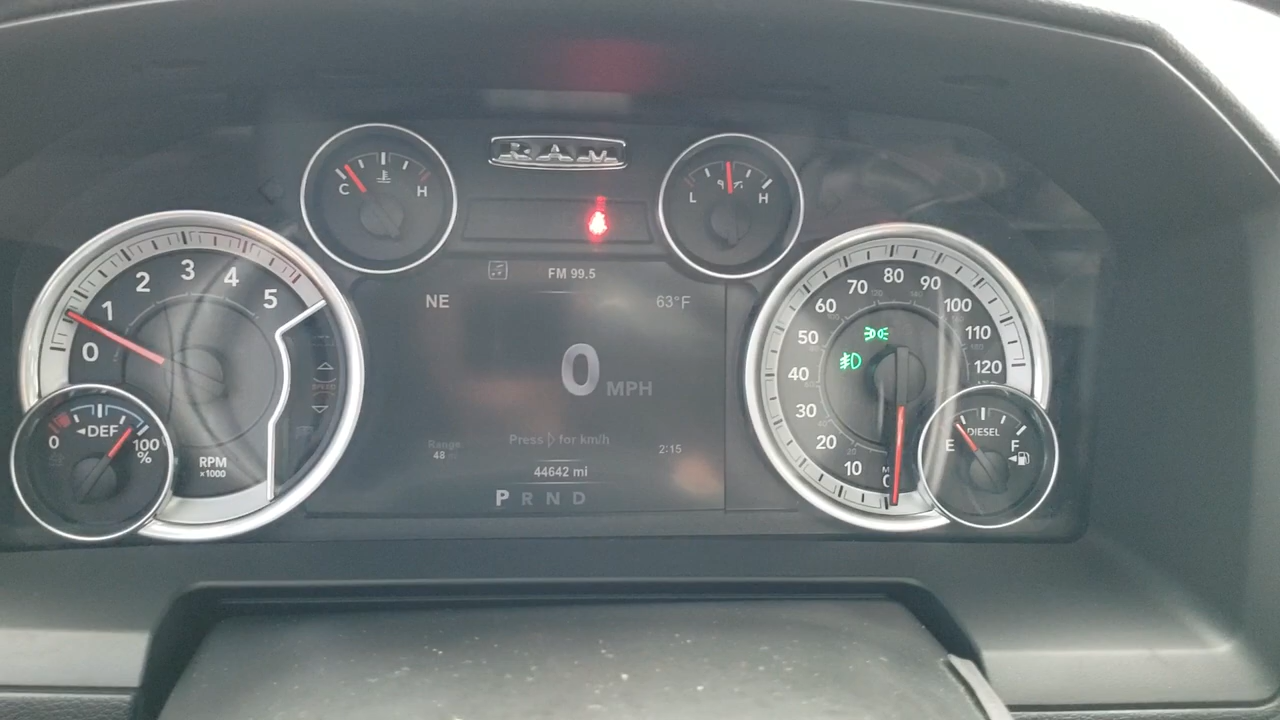 RAM
C H
L H
FM 99.5
NE 63°F
0 MPH
Range
48
Press for km/h
2:15
44642 mi
P R N D
0 1 2 3 4 5
RPM
x1000
0 DEF 100
%
0 10 20 30 40 50 60 70 80 90 100 110 120
E DIESEL F